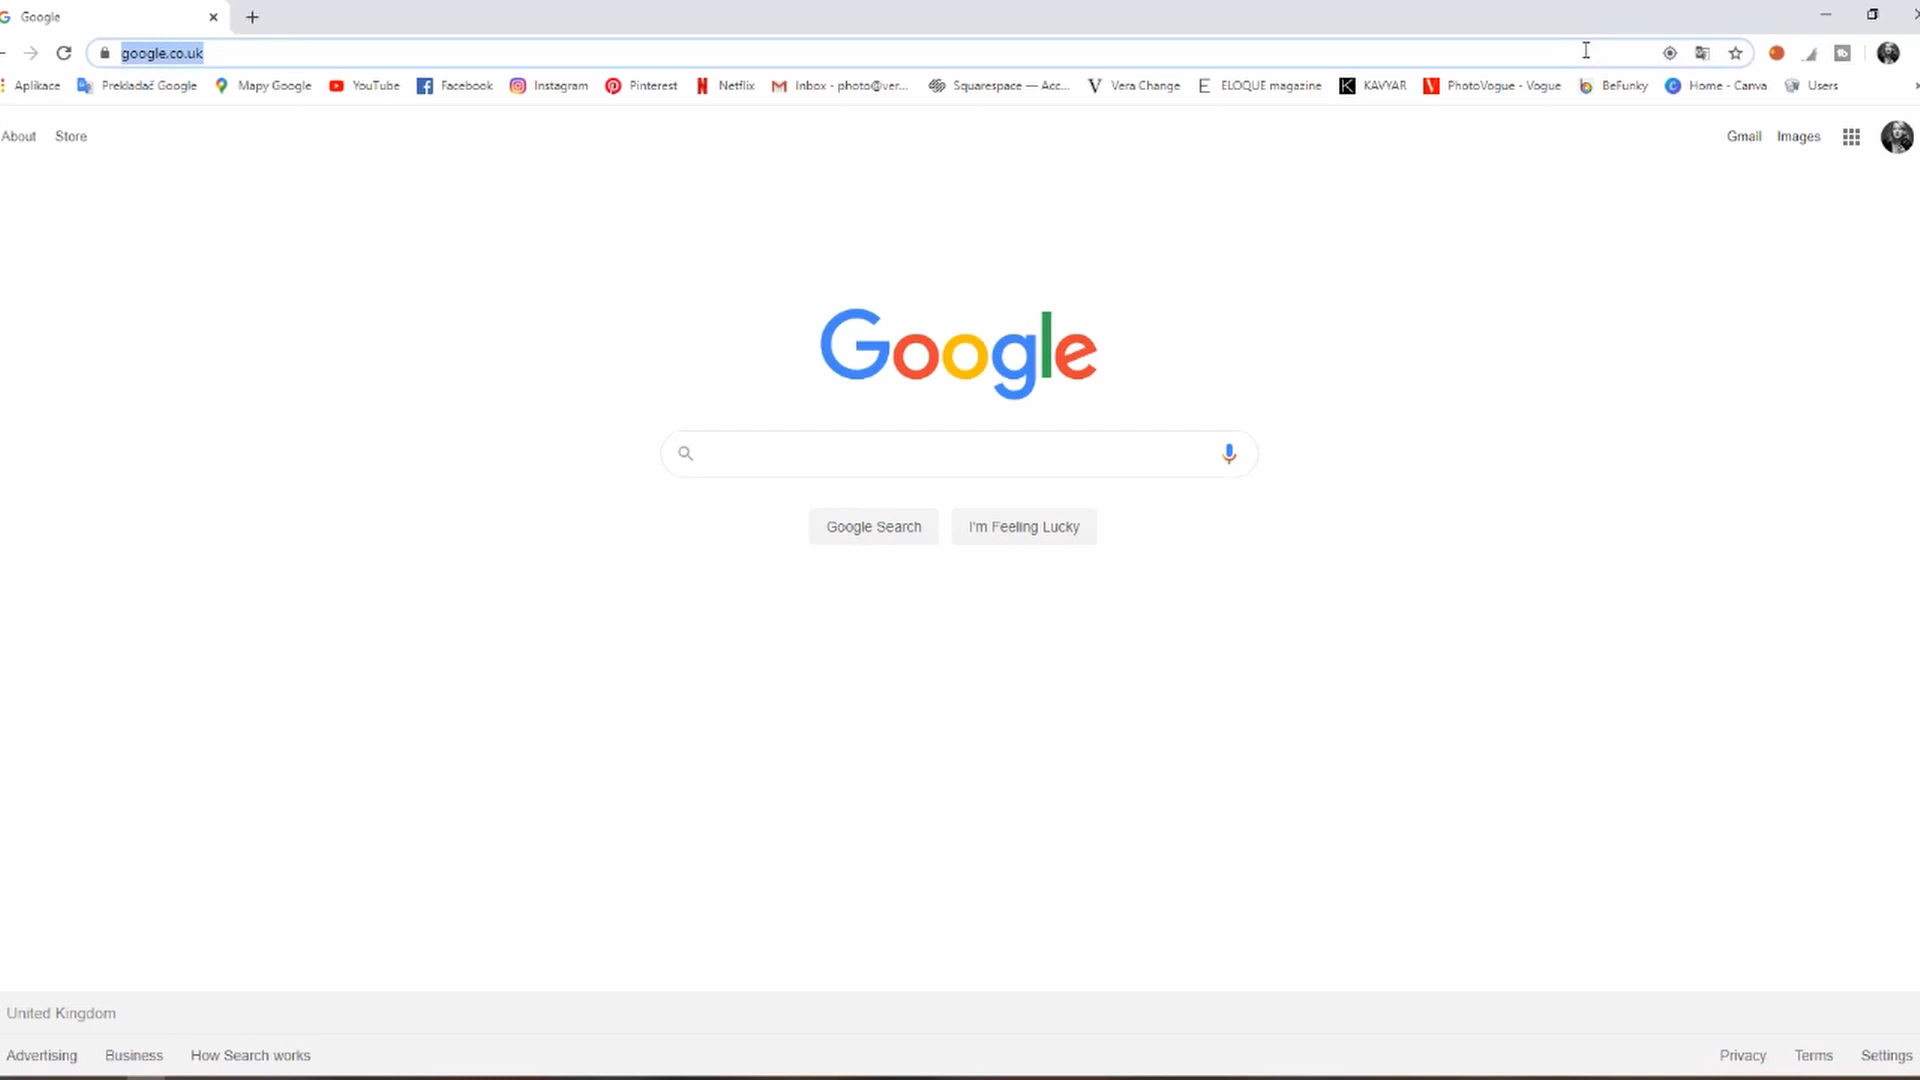 Google
google.co.uk
Aplikace Prekladač Google Mapy Google YouTube Facebook Instagram Pinterest Netflix Inbox - photo@ver... Squarespace — Acc... Vera Change ELOQUE magazine KAVYAR PhotoVogue - Vogue BeFunky Home - Canva Users
About Store Gmail Images
Google
Google Search I'm Feeling Lucky
United Kingdom
Advertising Business How Search works Privacy Terms Settings